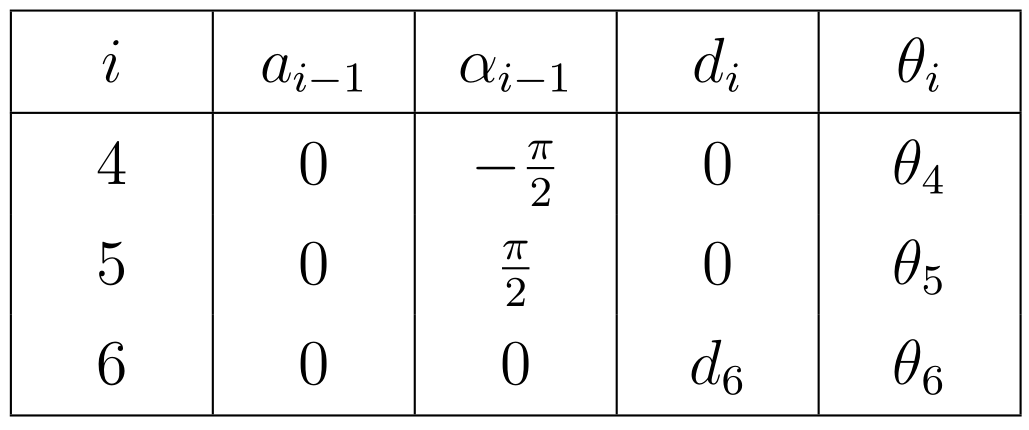 i a_{i−1} α_{i−1} d_i θ_i
4 0 −π/2 0 θ_4
5 0 π/2 0 θ_5
6 0 0 d_6 θ_6